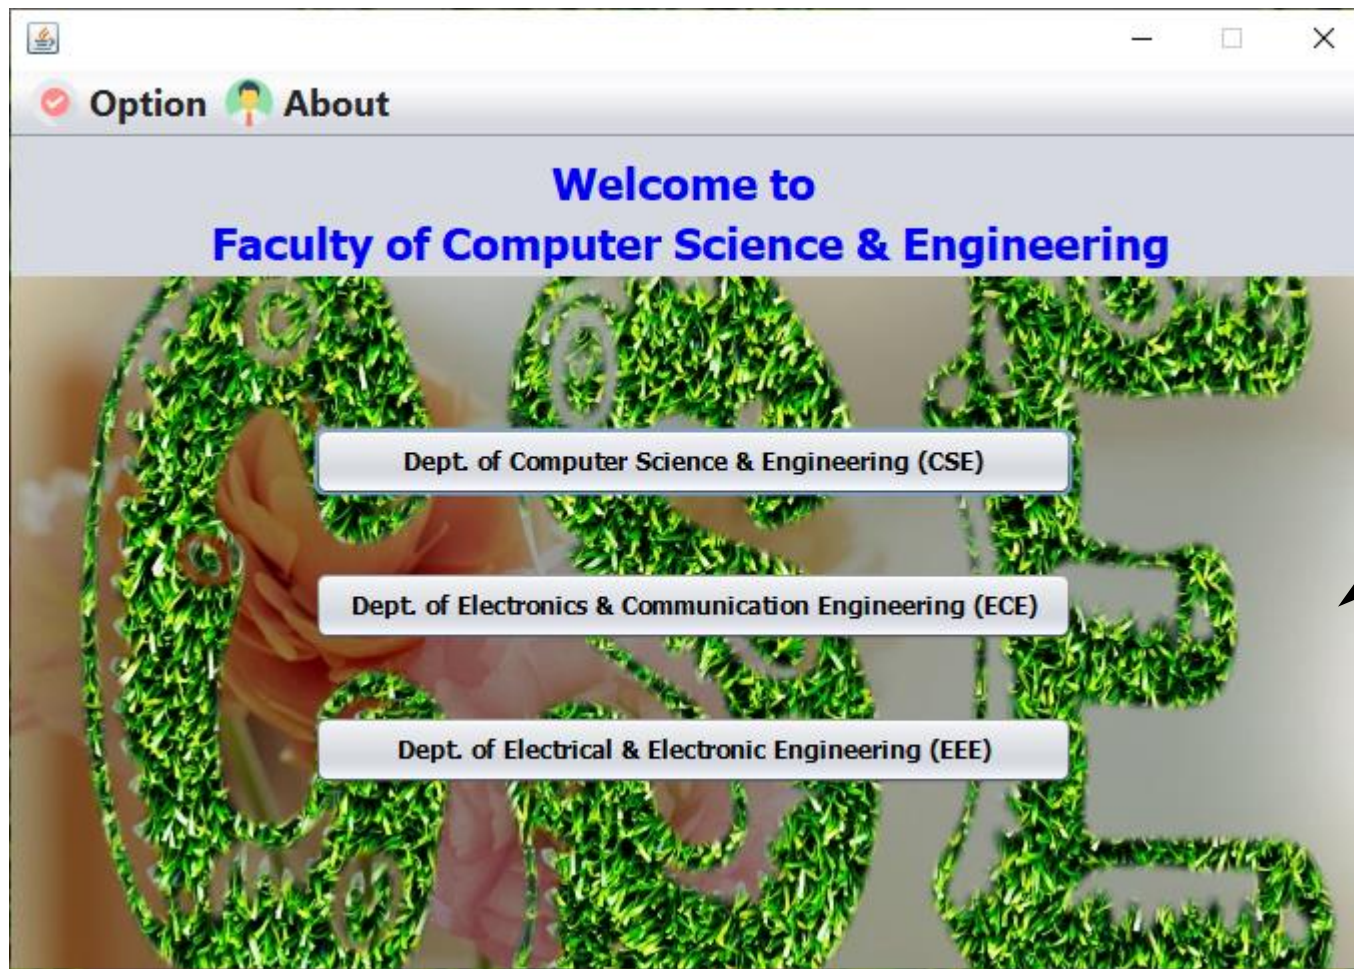 Option About
Welcome to
Faculty of Computer Science & Engineering
CSE
Dept. of Computer Science & Engineering (CSE)
Dept. of Electronics & Communication Engineering (ECE)
Dept. of Electrical & Electronic Engineering (EEE)